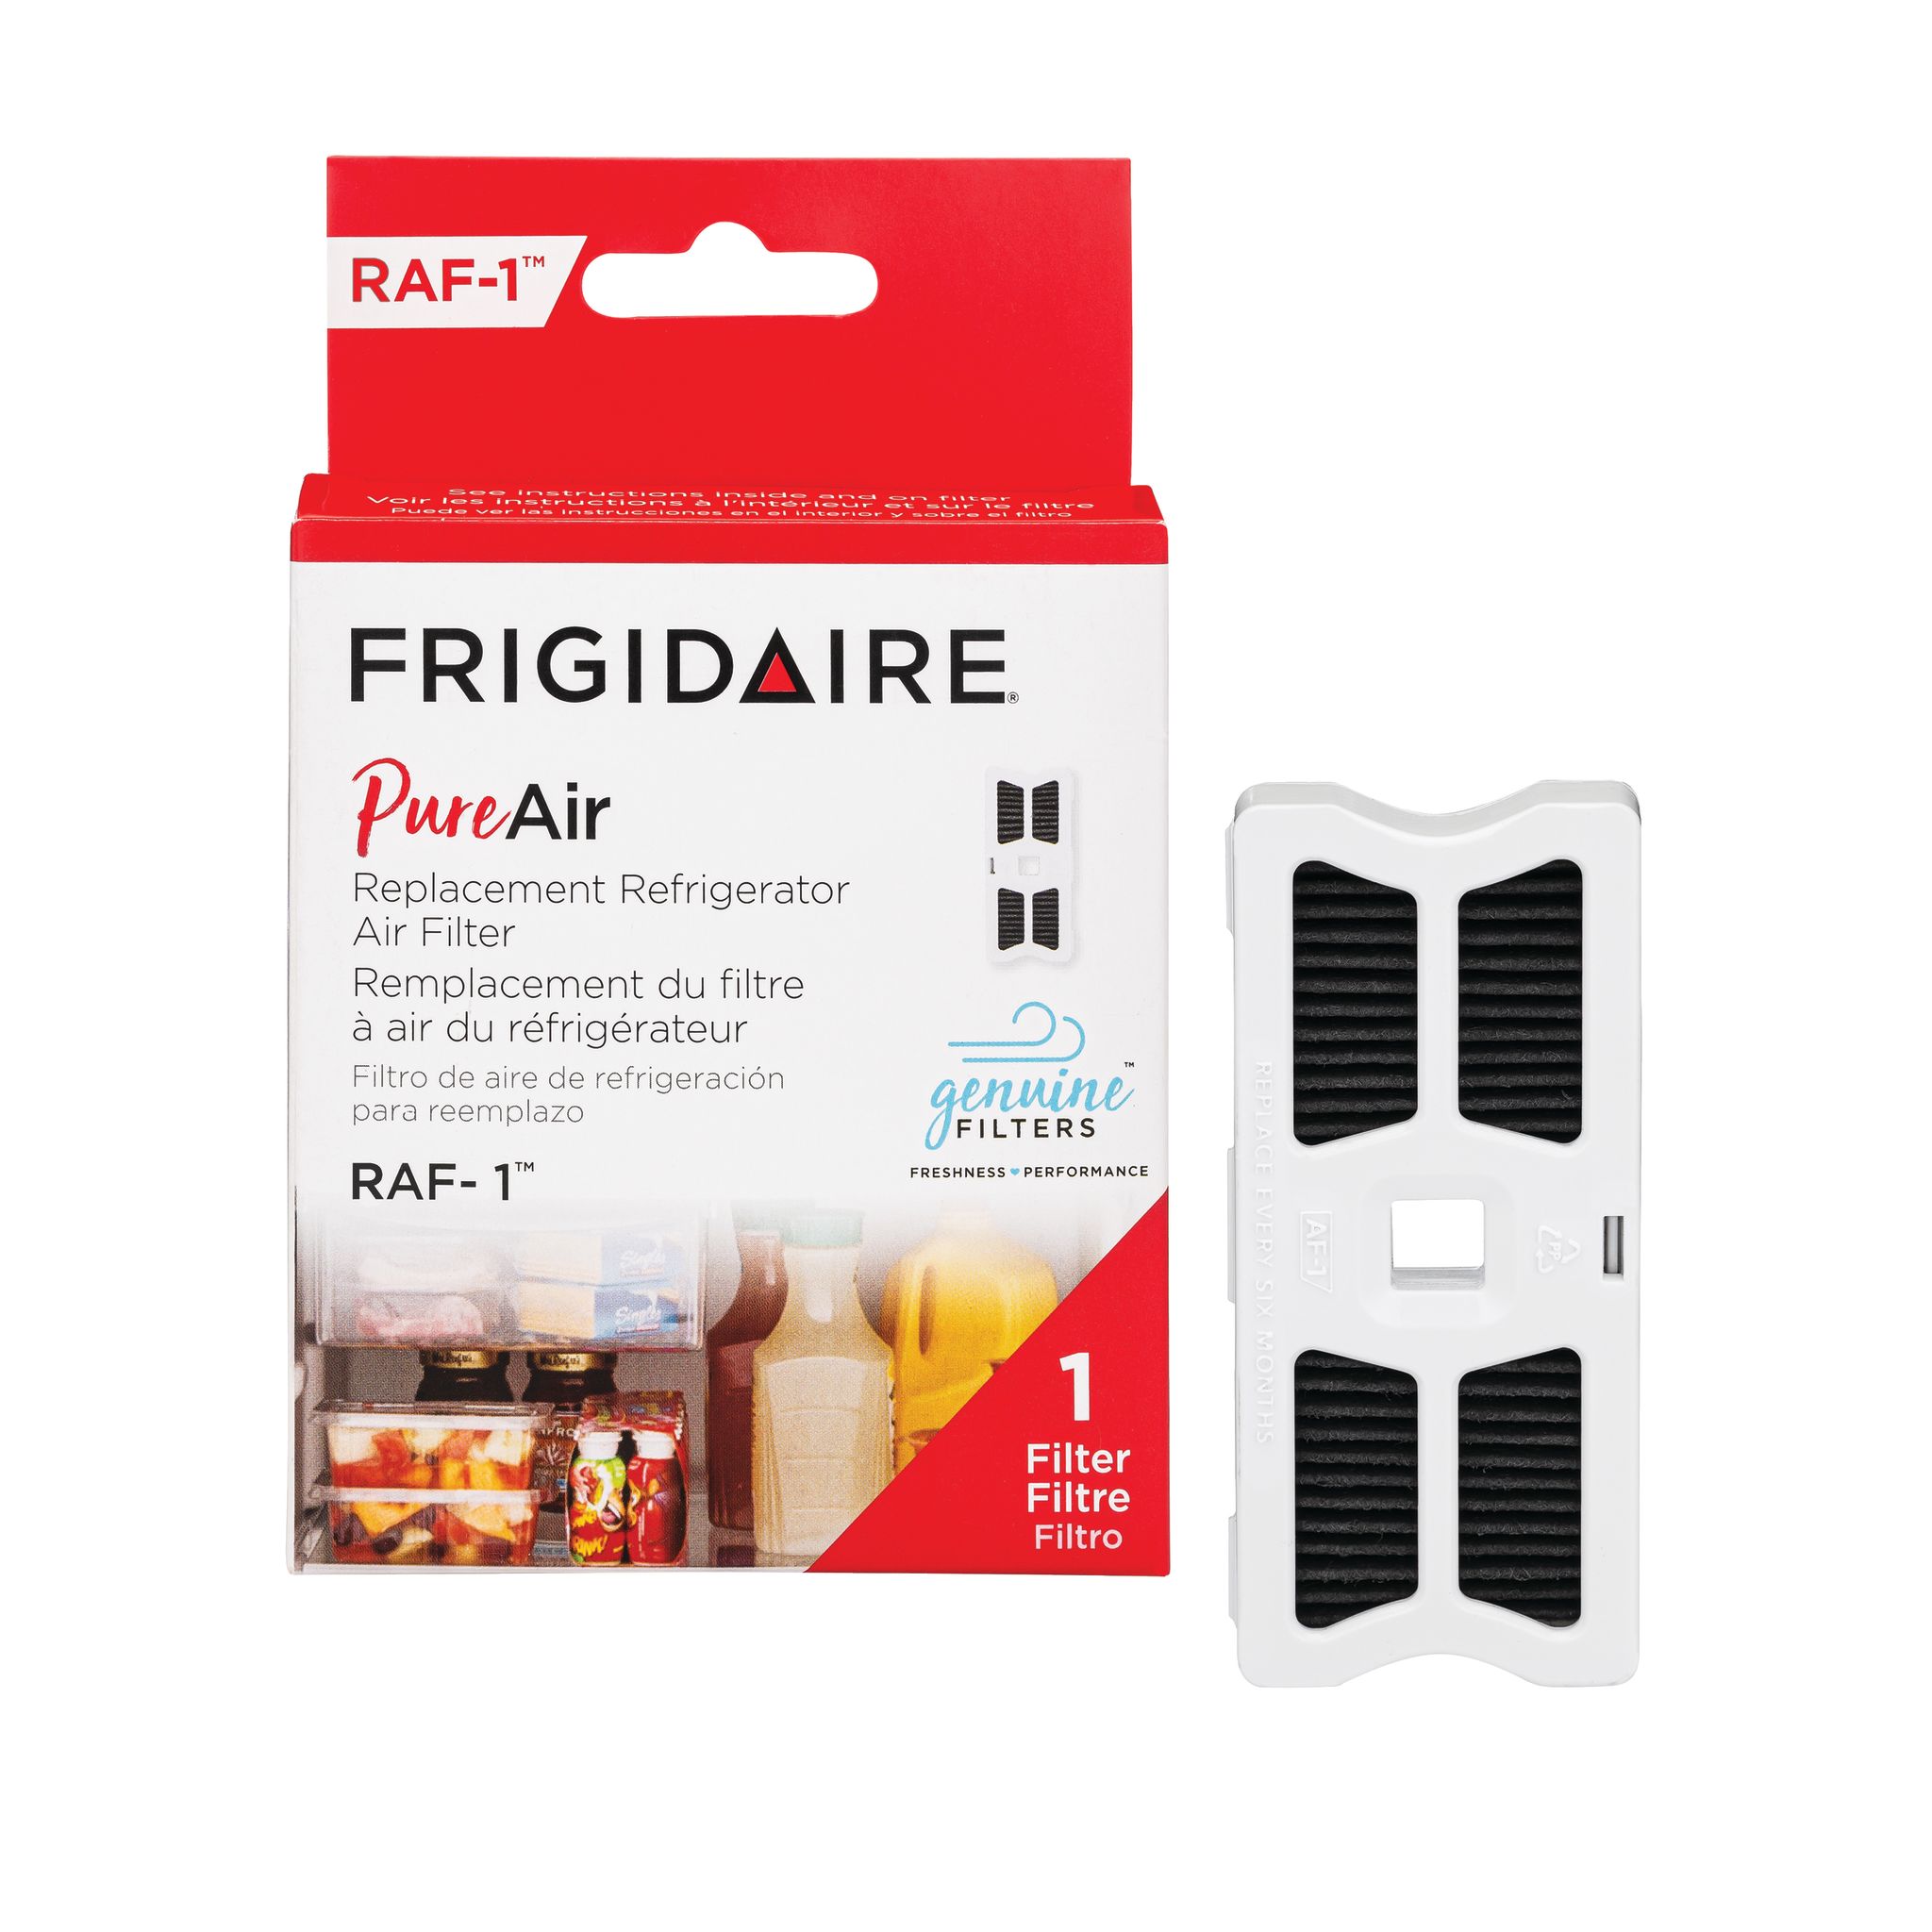 RAF-1™
See instructions inside and on filter
Voir les instructions à l'intérieur et sur le filtre
Puede ver las instrucciones en el interior y sobre el filtro
FRIGIDAIRE®
PureAir
Replacement Refrigerator
Air Filter
Remplacement du filtre
à air du réfrigérateur
Filtro de aire de refrigeración
para reemplazo
RAF- 1™
genuine™
FILTERS
FRESHNESS PERFORMANCE
Simples
1
Filter
Filtre
Filtro
REPLACE EVERY SIX MONTHS
AF-1
PP